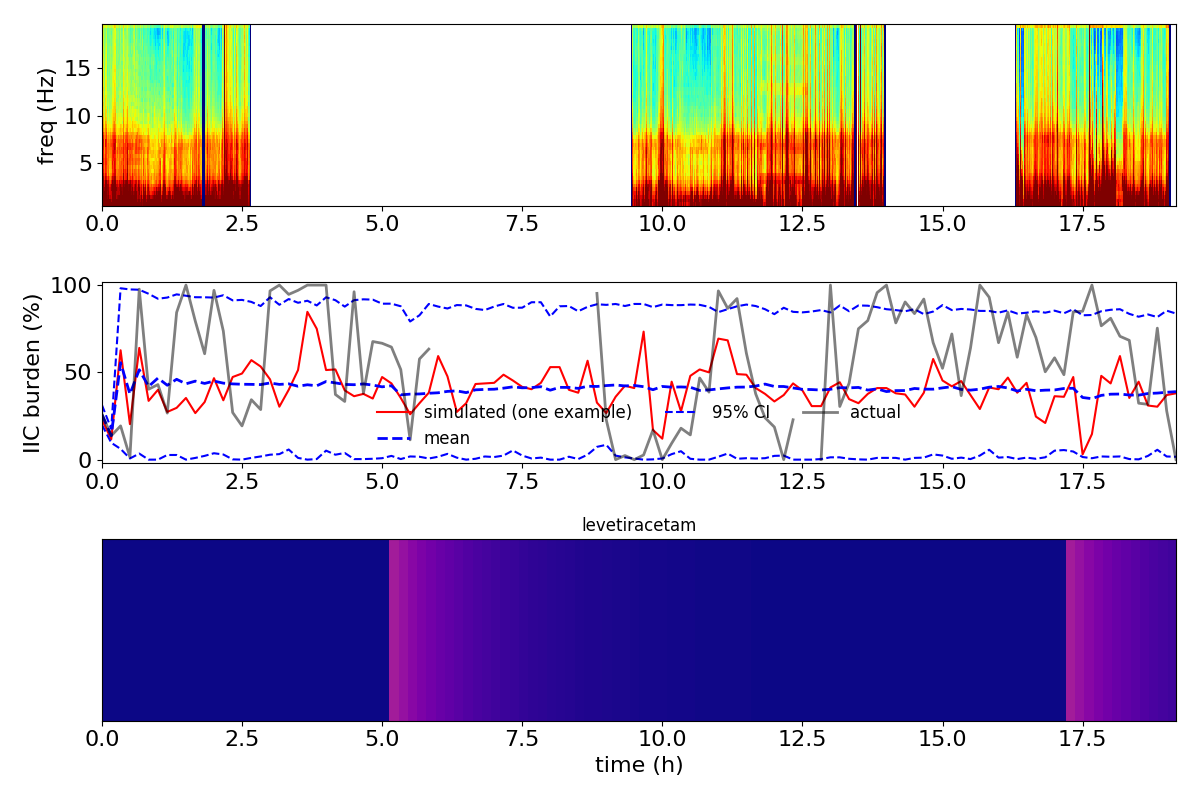 freq (Hz)
15
10
5
0.0 2.5 5.0 7.5 10.0 12.5 15.0 17.5
IIC burden (%)
100
50
0
simulated (one example) 95% CI actual
mean
0.0 2.5 5.0 7.5 10.0 12.5 15.0 17.5
levetiracetam
0.0 2.5 5.0 7.5 10.0 12.5 15.0 17.5
time (h)